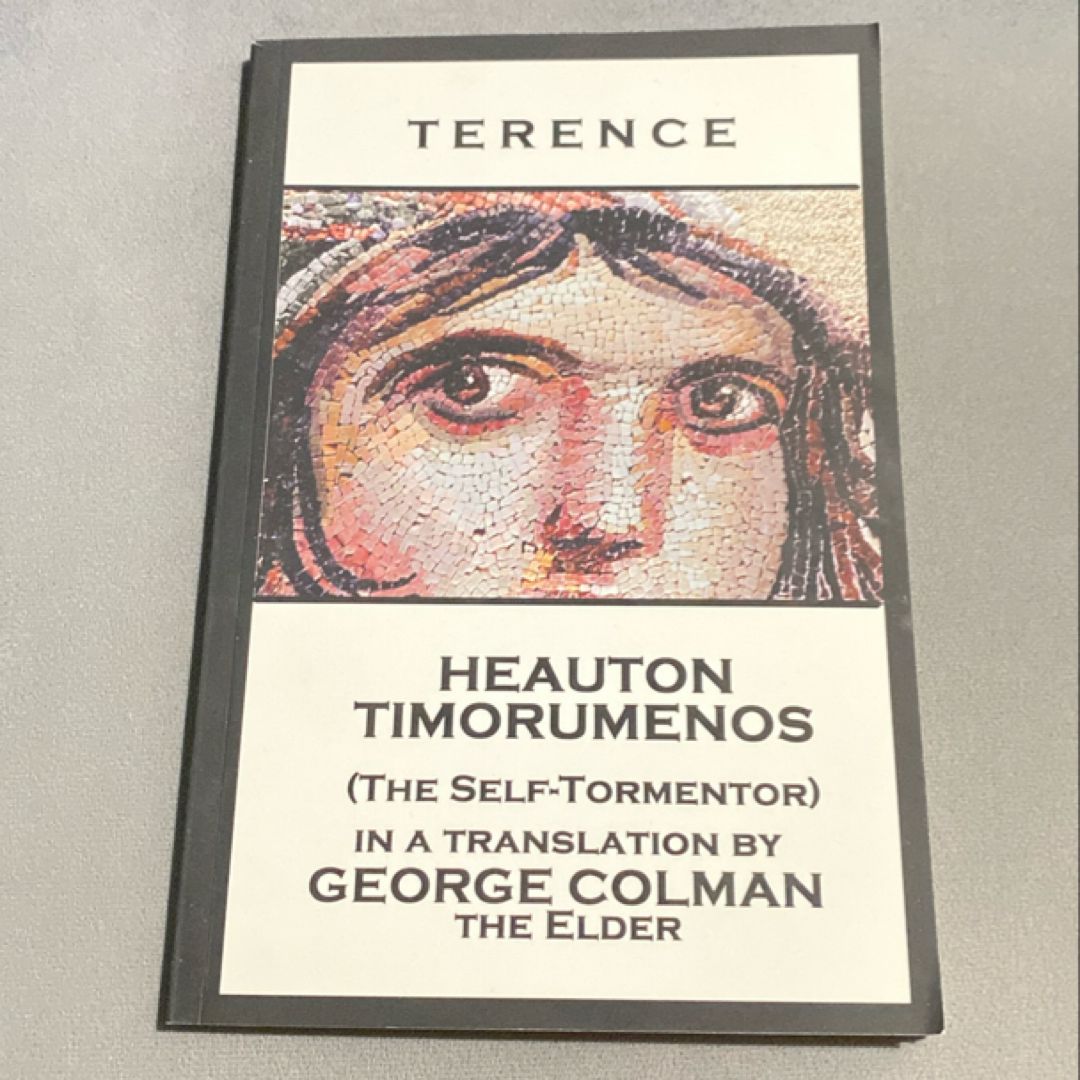 TERENCE
HEAUTON
TIMORUMENOS
(THE SELF-TORMENTOR)
IN A TRANSLATION BY
GEORGE COLMAN
THE ELDER